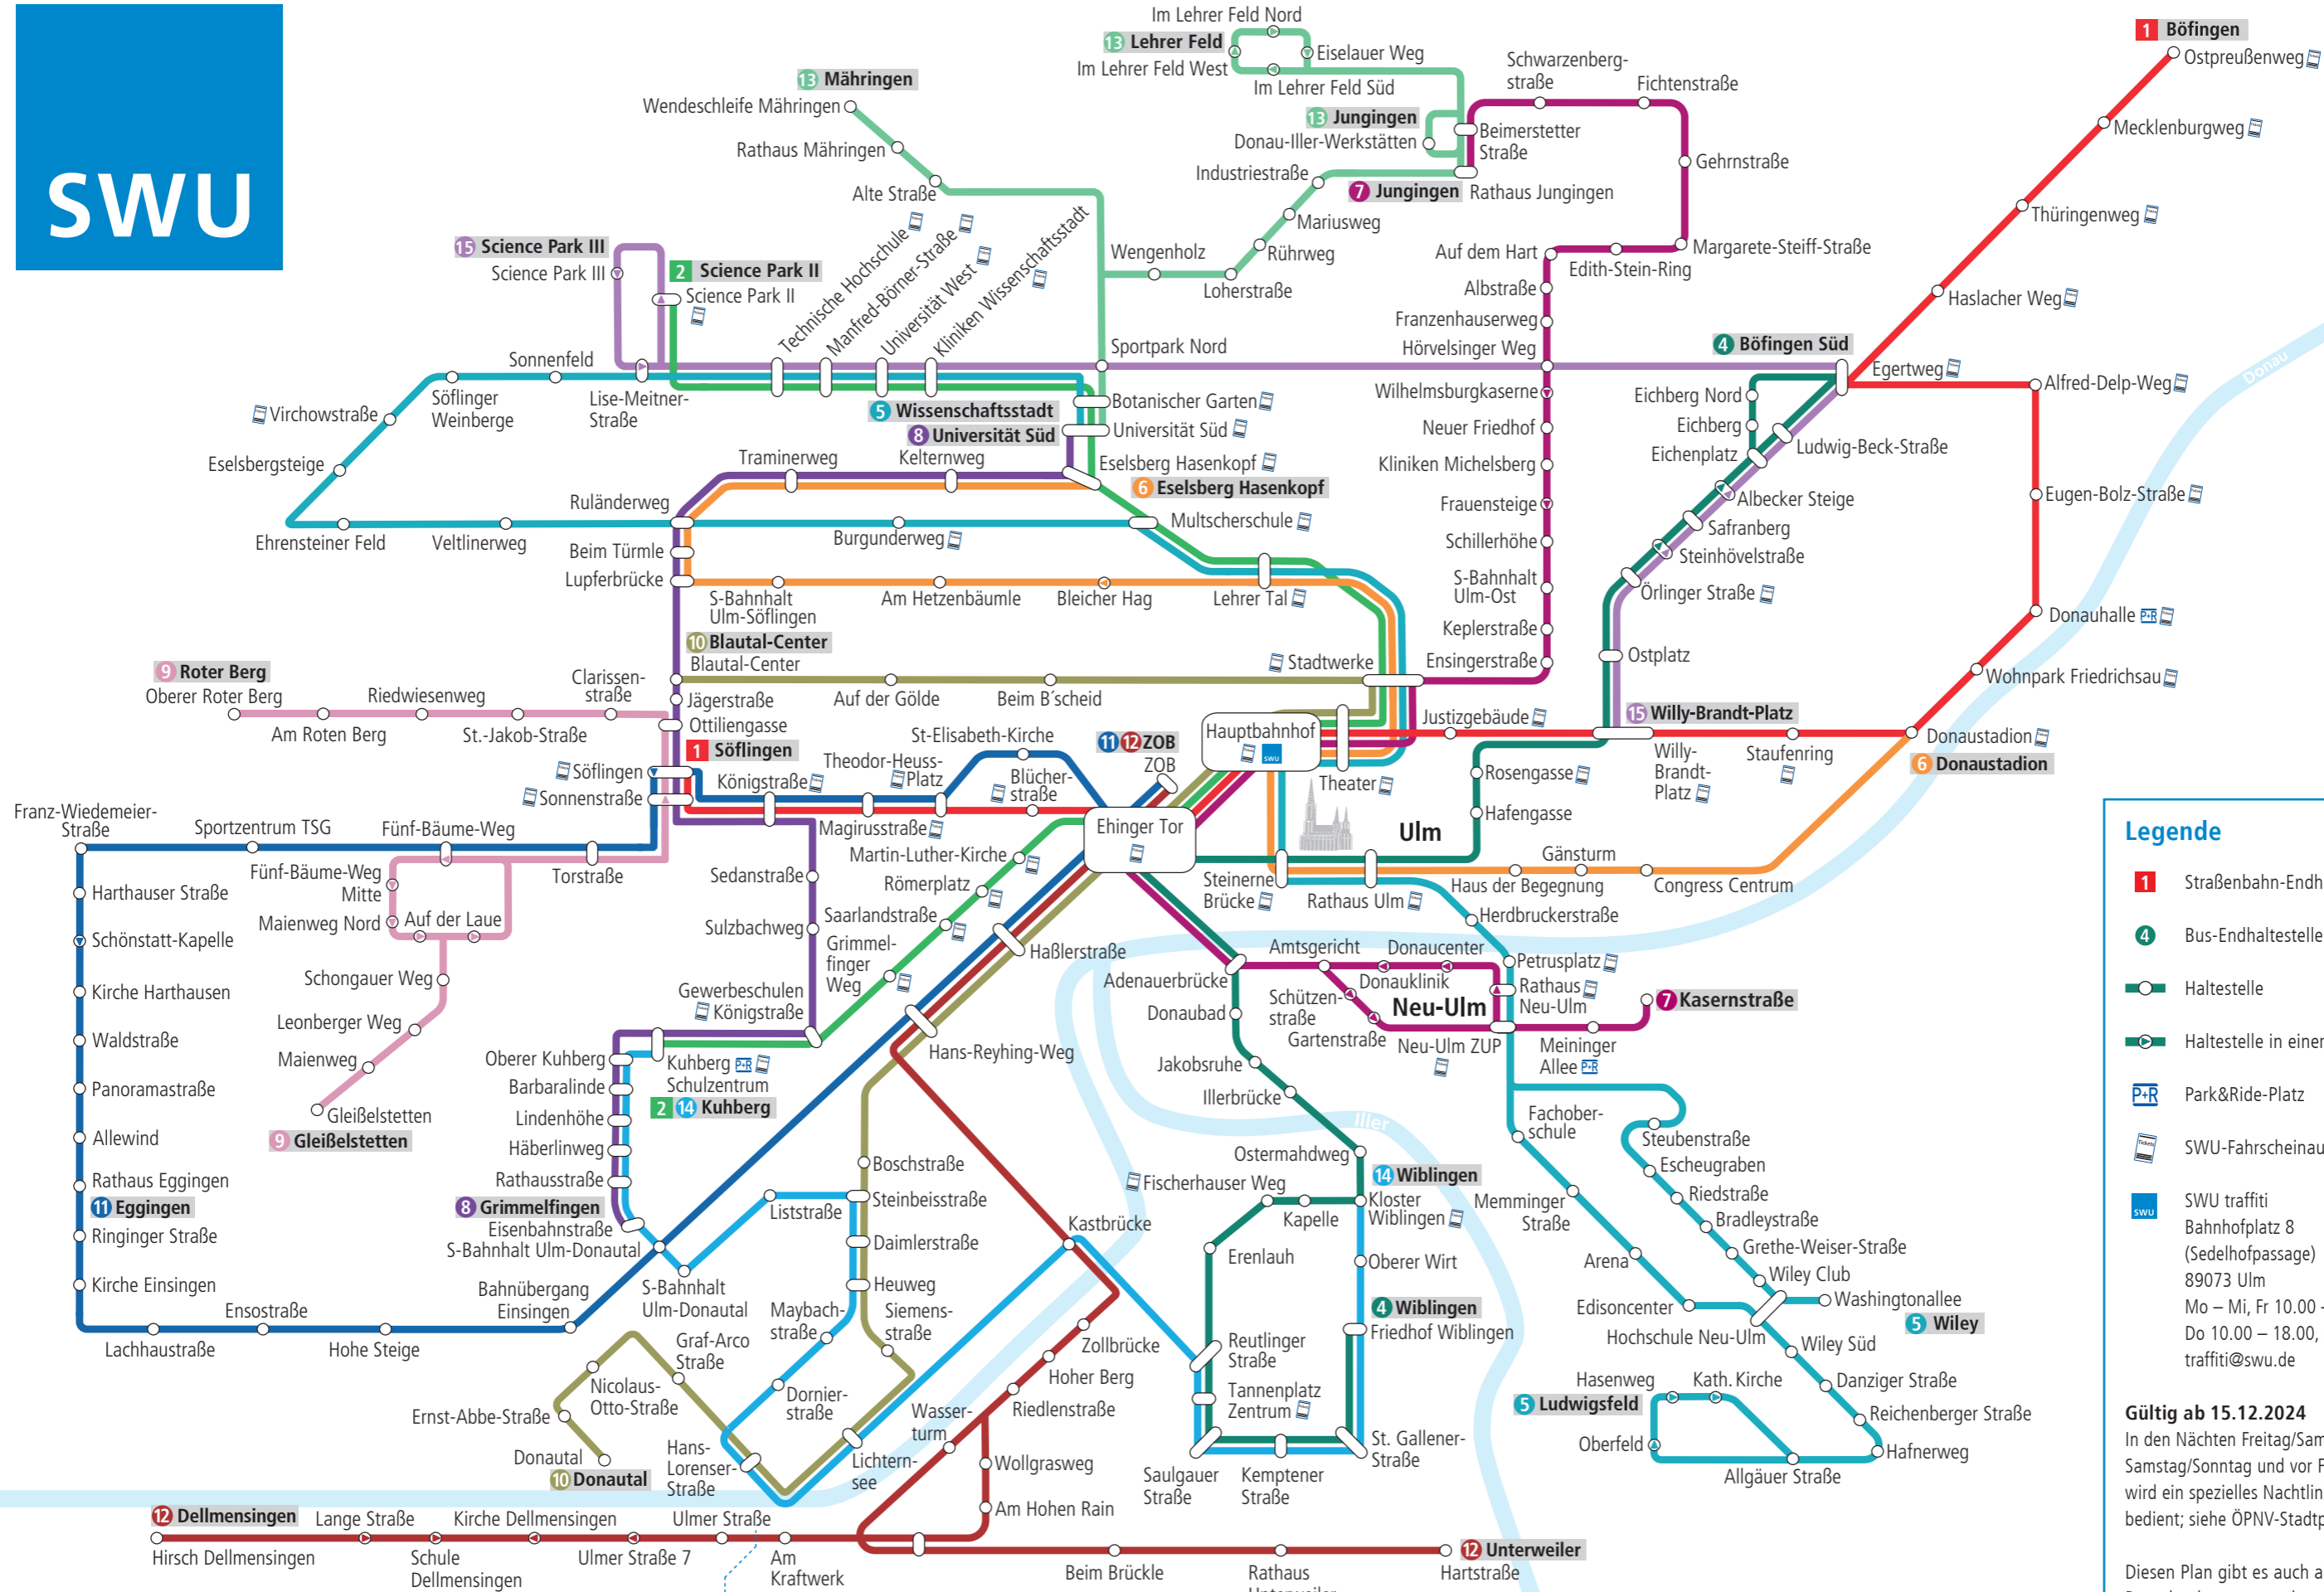 SWU
Im Lehrer Feld Nord
13 Lehrer Feld
Eiselauer Weg
Im Lehrer Feld West
Im Lehrer Feld Süd
13 Mähringen
Wendeschleife Mähringen
Rathaus Mähringen
Alte Straße
13 Jungingen
Donau-Iller-Werkstätten
Industriestraße
Mariusweg
Rührweg
Wengenholz
Loherstraße
Schwarzenberg-
straße
Fichtenstraße
Beimerstetter
Straße
Gehrnstraße
7 Jungingen
Rathaus Jungingen
Auf dem Hart
Margarete-Steiff-Straße
Edith-Stein-Ring
Albstraße
Franzenhauserweg
Hörvelsinger Weg
Wilhelmsburgkaserne
Neuer Friedhof
Kliniken Michelsberg
Frauensteige
Schillerhöhe
S-Bahnhalt
Ulm-Ost
Keplerstraße
Ensingerstraße
1 Böfingen
Ostpreußenweg
Mecklenburgweg
Thüringenweg
Haslacher Weg
Donau
4 Böfingen Süd
Egertweg
Alfred-Delp-Weg
Eichberg Nord
Eichberg
Eichenplatz
Ludwig-Beck-Straße
Albecker Steige
Safranberg
Steinhövelstraße
Örlinger Straße
Ostplatz
Eugen-Bolz-Straße
Donauhalle P+R
Wohnpark Friedrichsau
Donaustadion
6 Donaustadion
15 Willy-Brandt-Platz
Willy-
Brandt-
Platz
Staufenring
15 Science Park III
Science Park III
2 Science Park II
Science Park II
Technische Hochschule
Manfred-Börner-Straße
Universität West
Kliniken Wissenschaftsstadt
Sportpark Nord
Sonnenfeld
Söflinger
Weinberge
Lise-Meitner-
Straße
Virchowstraße
Eselsbergsteige
Ehrensteiner Feld
Veltlinerweg
5 Wissenschaftsstadt
8 Universität Süd
Botanischer Garten
Universität Süd
Eselsberg Hasenkopf
6 Eselsberg Hasenkopf
Traminerweg
Kelternweg
Ruländerweg
Multscherschule
Burgunderweg
Beim Türmle
Lupferbrücke
S-Bahnhalt
Ulm-Söflingen
Am Hetzenbäumle
Bleicher Hag
Lehrer Tal
10 Blautal-Center
Blautal-Center
Auf der Gölde
Beim B´scheid
Stadtwerke
9 Roter Berg
Oberer Roter Berg
Am Roten Berg
Riedwiesenweg
St.-Jakob-Straße
Clarissen-
straße
Jägerstraße
Ottiliengasse
1 Söflingen
Söflingen
Sonnenstraße
Königstraße
Theodor-Heuss-
Platz
Magirusstraße
St-Elisabeth-Kirche
Blücher-
straße
11 12 ZOB
ZOB
Hauptbahnhof
SWU
Justizgebäude
Theater
Rosengasse
Hafengasse
Ulm
Ehinger Tor
Steinerne
Brücke
Rathaus Ulm
Gänsturm
Haus der Begegnung
Congress Centrum
Herdbruckerstraße
Martin-Luther-Kirche
Römerplatz
Saarlandstraße
Grimmel-
finger
Weg
Haßlerstraße
Hans-Reyhing-Weg
Sedanstraße
Sulzbachweg
Gewerbeschulen
Königstraße
Franz-Wiedemeier-
Straße
Sportzentrum TSG
Fünf-Bäume-Weg
Torstraße
Fünf-Bäume-Weg
Mitte
Maienweg Nord
Auf der Laue
Schongauer Weg
Leonberger Weg
Maienweg
Gleißelstetten
9 Gleißelstetten
Harthauser Straße
Schönstatt-Kapelle
Kirche Harthausen
Waldstraße
Panoramastraße
Allewind
Rathaus Eggingen
11 Eggingen
Ringinger Straße
Kirche Einsingen
Lachhaustraße
Ensostraße
Hohe Steige
Bahnübergang
Einsingen
Oberer Kuhberg
Barbaralinde
Lindenhöhe
Häberlinweg
Rathausstraße
8 Grimmelfingen
Eisenbahnstraße
S-Bahnhalt Ulm-Donautal
Kuhberg P+R
Schulzentrum
2 14 Kuhberg
S-Bahnhalt
Ulm-Donautal
Liststraße
Boschstraße
Steinbeisstraße
Daimlerstraße
Heuweg
Siemens-
straße
Maybach-
straße
Dornier-
straße
Graf-Arco
Straße
Nicolaus-
Otto-Straße
Ernst-Abbe-Straße
Donautal
10 Donautal
Hans-
Lorenser-
Straße
Lichtern-
see
Adenauerbrücke
Donaubad
Jakobsruhe
Illerbrücke
Iller
Ostermahdweg
Amtsgericht
Donaucenter
Donauklinik
Schützen-
straße
Gartenstraße
Neu-Ulm
Petrusplatz
Rathaus
Neu-Ulm
Neu-Ulm ZUP
Meininger
Allee P+R
7 Kasernstraße
Fischerhauser Weg
Kapelle
14 Wiblingen
Kloster
Wiblingen
Oberer Wirt
Erenlauh
4 Wiblingen
Friedhof Wiblingen
Reutlinger
Straße
Tannenplatz
Zentrum
Saulgauer
Straße
Kemptener
Straße
St. Gallener-
Straße
Kastbrücke
Zollbrücke
Hoher Berg
Riedlenstraße
Wasser-
turm
Wollgrasweg
Am Hohen Rain
12 Dellmensingen
Hirsch Dellmensingen
Lange Straße
Schule
Dellmensingen
Kirche Dellmensingen
Ulmer Straße 7
Ulmer Straße
Am
Kraftwerk
Beim Brückle
Rathaus
12 Unterweiler
Hartstraße
Fachober-
schule
Steubenstraße
Escheugraben
Riedstraße
Bradleystraße
Grethe-Weiser-Straße
Wiley Club
Washingtonallee
5 Wiley
Memminger
Straße
Arena
Edisoncenter
Hochschule Neu-Ulm
Wiley Süd
Danziger Straße
Reichenberger Straße
Hafnerweg
Allgäuer Straße
Hasenweg
Kath. Kirche
5 Ludwigsfeld
Oberfeld
Legende
1 Straßenbahn-Endh
4 Bus-Endhaltestelle
Haltestelle
Haltestelle in einer
P+R Park&Ride-Platz
SWU-Fahrscheinau
SWU SWU traffiti
Bahnhofplatz 8
(Sedelhofpassage)
89073 Ulm
Mo – Mi, Fr 10.00 -
Do 10.00 – 18.00,
traffiti@swu.de
Gültig ab 15.12.2024
In den Nächten Freitag/Sam
Samstag/Sonntag und vor F
wird ein spezielles Nachtlin
bedient; siehe ÖPNV-Stadtp
Diesen Plan gibt es auch a